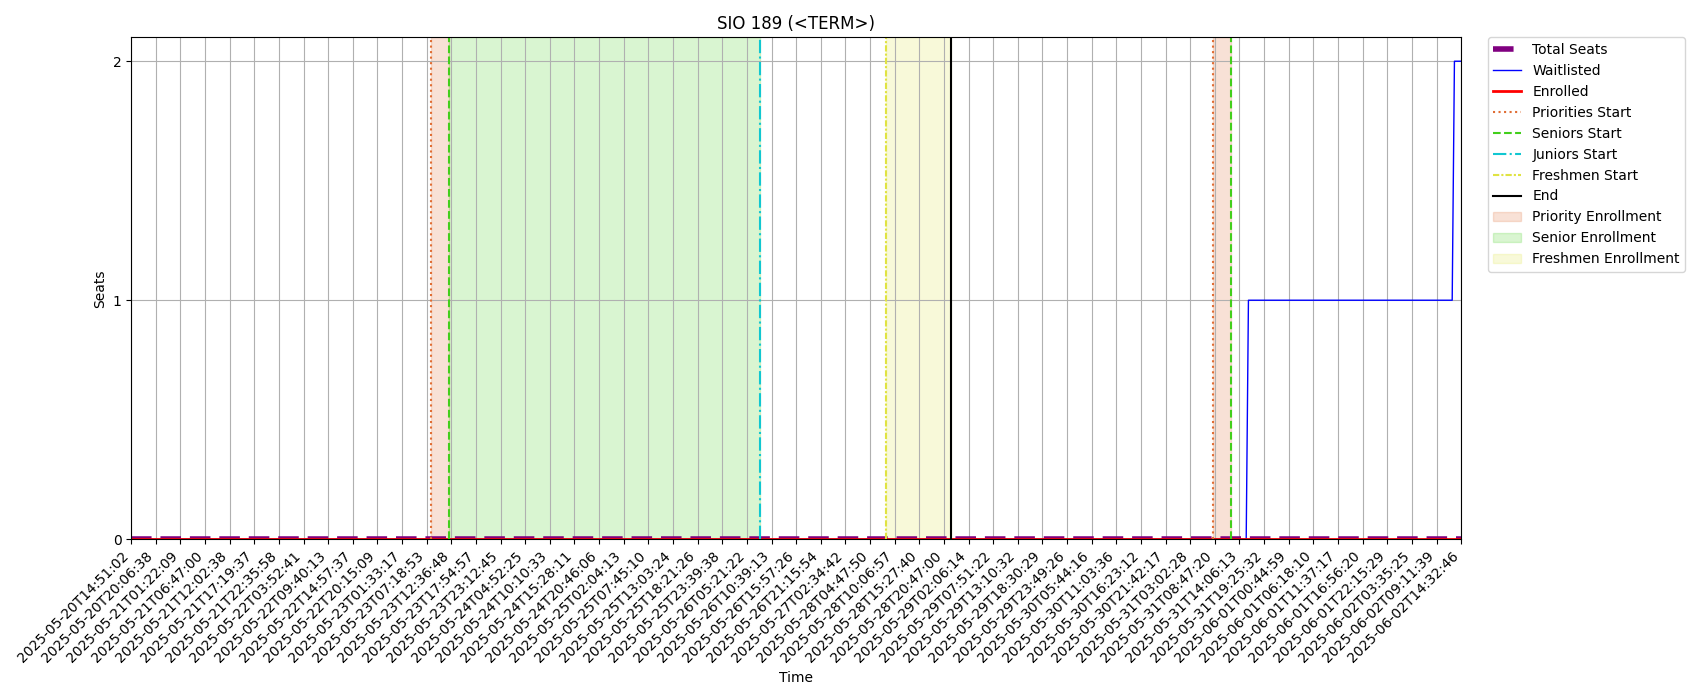 SIO 189 (<TERM>)
Seats
2
1
0
2025-05-20T14:51:02
2025-05-20T20:06:38
2025-05-21T01:22:09
2025-05-21T06:47:00
2025-05-21T12:02:38
2025-05-21T17:19:37
2025-05-21T22:35:58
2025-05-22T03:52:41
2025-05-22T09:40:13
2025-05-22T14:57:37
2025-05-22T20:15:09
2025-05-23T01:33:17
2025-05-23T07:18:53
2025-05-23T12:36:48
2025-05-23T17:54:57
2025-05-23T23:12:45
2025-05-24T04:52:25
2025-05-24T10:10:33
2025-05-24T15:28:11
2025-05-24T20:46:06
2025-05-25T02:04:13
2025-05-25T07:45:10
2025-05-25T13:03:24
2025-05-25T18:21:26
2025-05-25T23:39:38
2025-05-26T05:21:22
2025-05-26T10:39:13
2025-05-26T15:57:26
2025-05-26T21:15:54
2025-05-27T02:34:42
2025-05-28T04:47:50
2025-05-28T10:06:57
2025-05-28T15:27:40
2025-05-28T20:47:00
2025-05-29T02:06:14
2025-05-29T07:51:22
2025-05-29T13:10:32
2025-05-29T18:30:29
2025-05-29T23:49:26
2025-05-30T05:44:16
2025-05-30T11:03:36
2025-05-30T16:23:12
2025-05-30T21:42:17
2025-05-31T03:02:28
2025-05-31T08:47:20
2025-05-31T14:06:13
2025-05-31T19:25:32
2025-06-01T00:44:59
2025-06-01T06:18:10
2025-06-01T11:37:17
2025-06-01T16:56:20
2025-06-01T22:15:29
2025-06-02T03:35:25
2025-06-02T09:11:39
2025-06-02T14:32:46
Time
Total Seats
Waitlisted
Enrolled
Priorities Start
Seniors Start
Juniors Start
Freshmen Start
End
Priority Enrollment
Senior Enrollment
Freshmen Enrollment